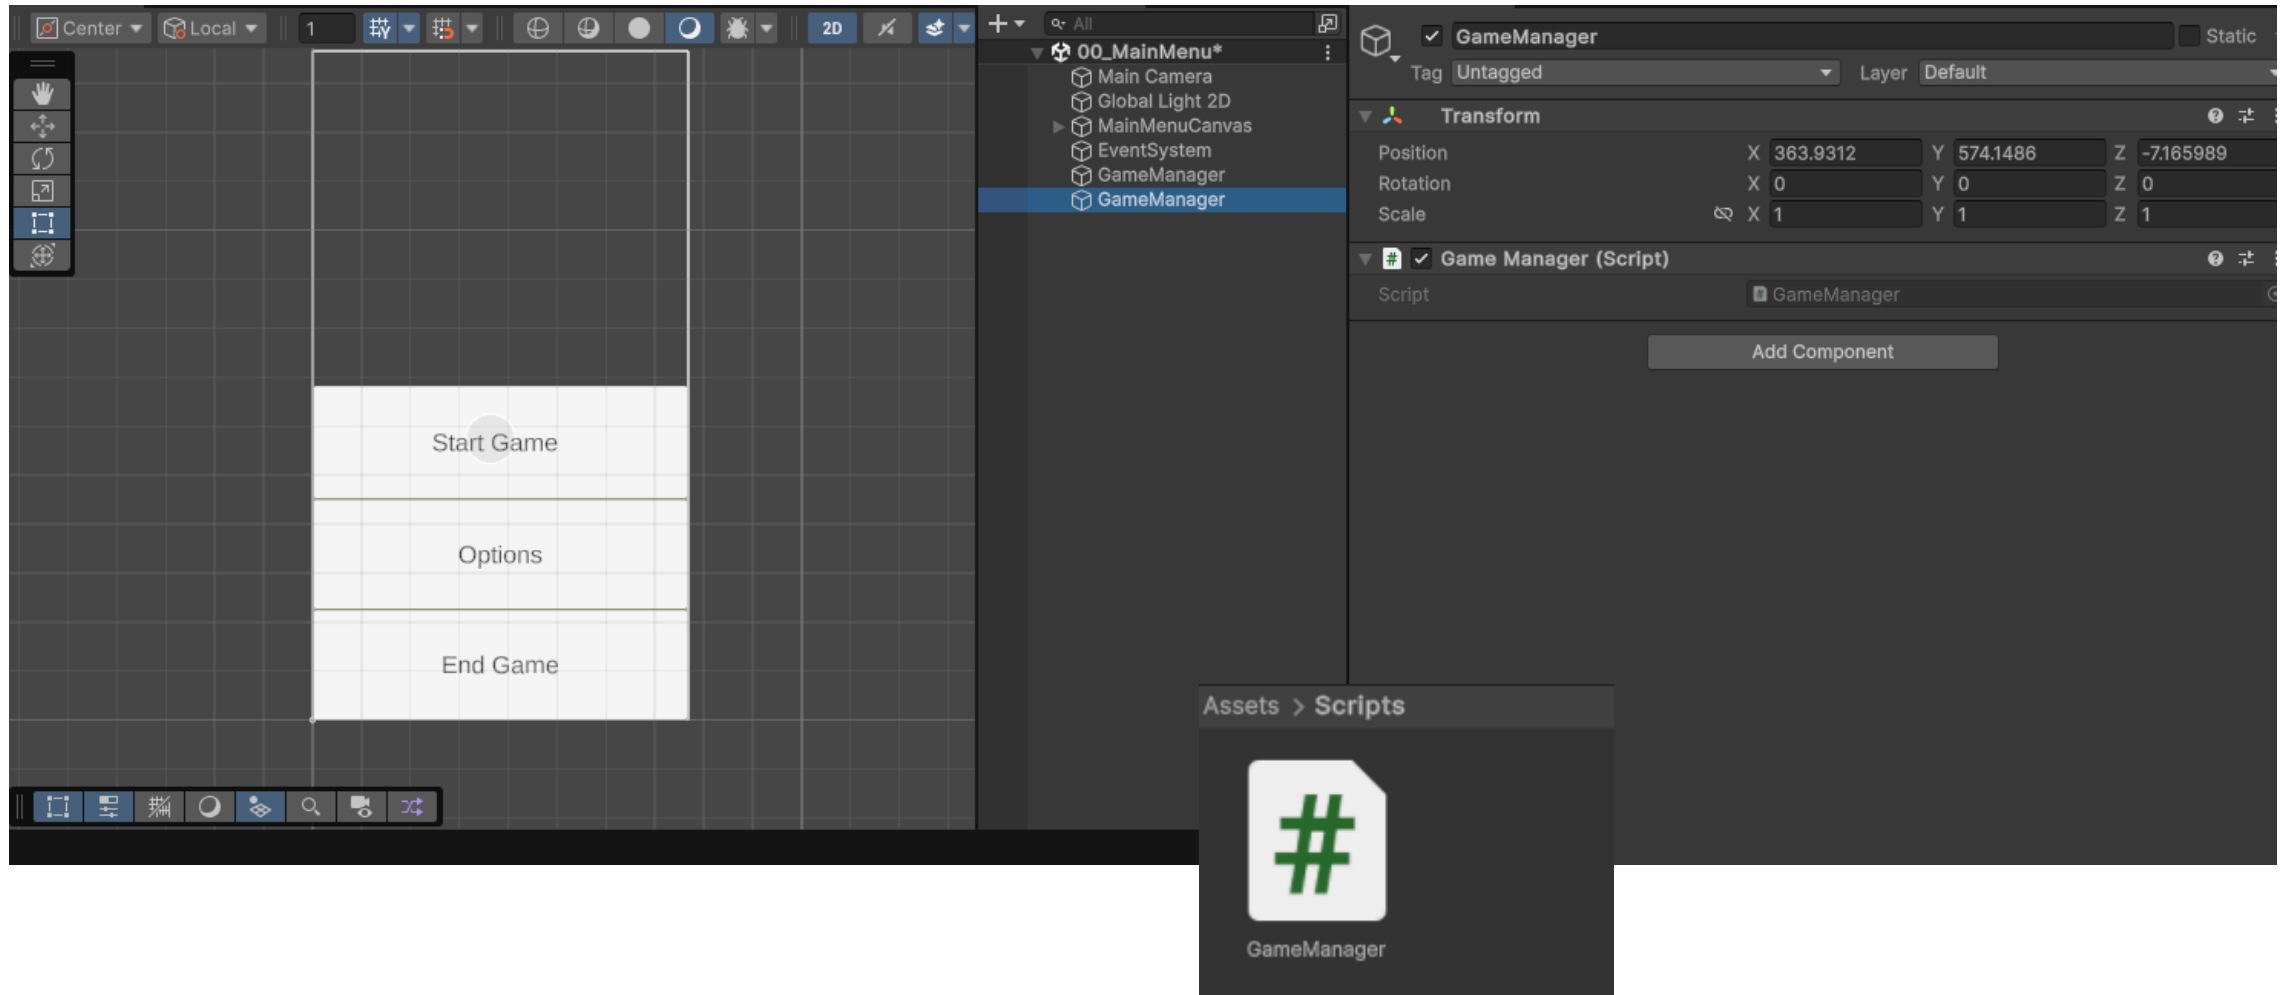 Center
Local
1
2D
Start Game
Options
End Game
All
00_MainMenu*
Main Camera
Global Light 2D
MainMenuCanvas
EventSystem
GameManager
GameManager
GameManager
Static
Tag Untagged
Layer Default
Transform
Position X 363.9312 Y 574.1486 Z -7.165989
Rotation X 0 Y 0 Z 0
Scale X 1 Y 1 Z 1
# Game Manager (Script)
Script GameManager
Add Component
Assets > Scripts
#
GameManager